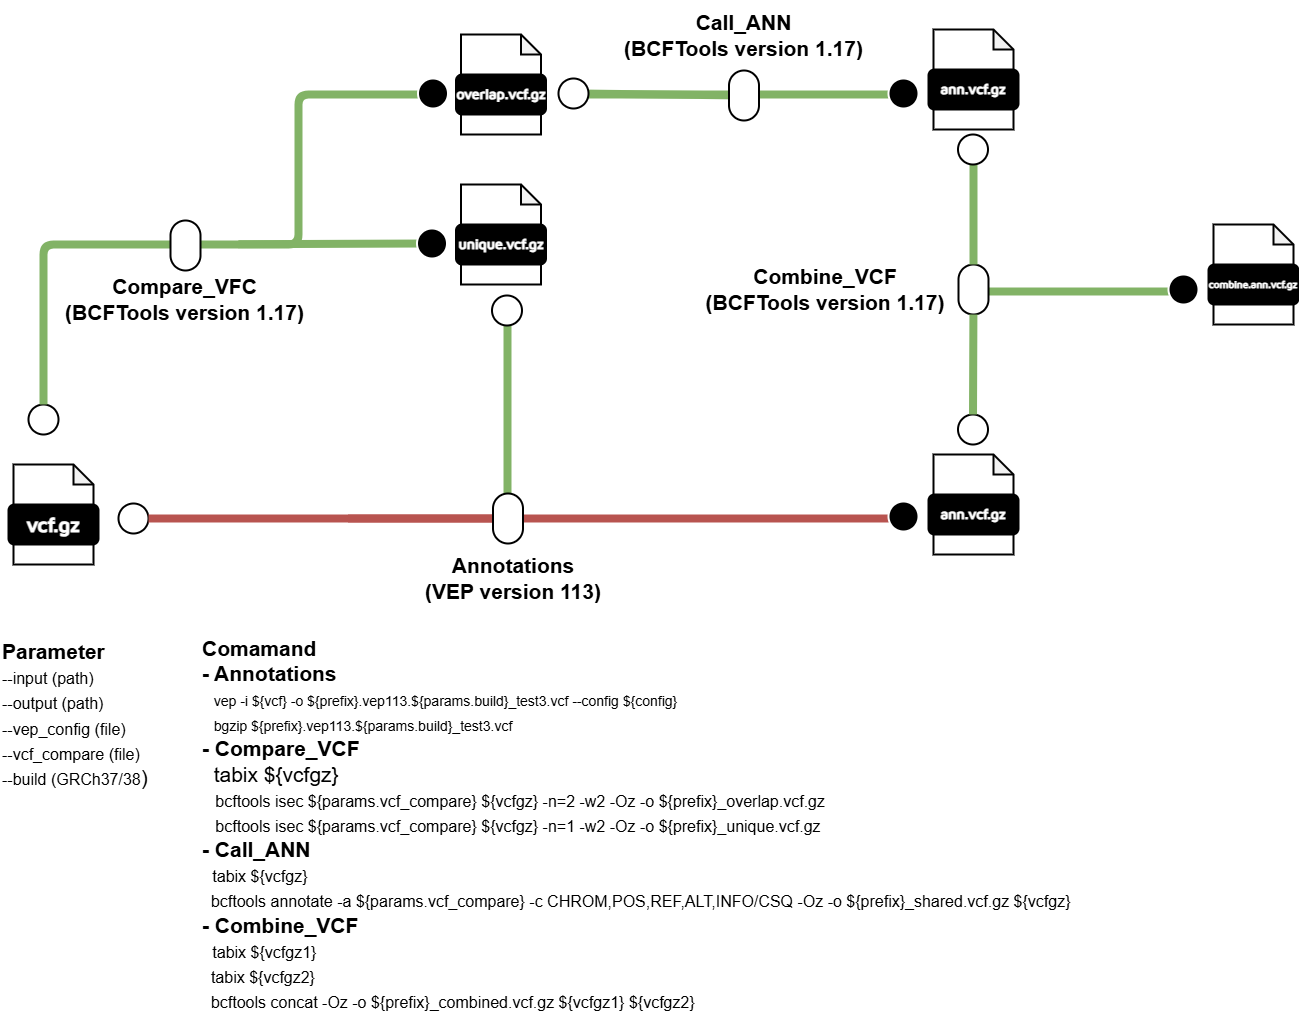 Call_ANN
(BCFTools version 1.17)
overlap.vcf.gz
ann.vcf.gz
unique.vcf.gz
Compare_VFC
(BCFTools version 1.17)
Combine_VCF
(BCFTools version 1.17)
combine.ann.vcf.gz
vcf.gz
ann.vcf.gz
Annotations
(VEP version 113)
Parameter
--input (path)
--output (path)
--vep_config (file)
--vcf_compare (file)
--build (GRCh37/38)
Comamand
- Annotations
vep -i ${vcf} -o ${prefix}.vep113.${params.build}_test3.vcf --config ${config}
bgzip ${prefix}.vep113.${params.build}_test3.vcf
- Compare_VCF
tabix ${vcfgz}
bcftools isec ${params.vcf_compare} ${vcfgz} -n=2 -w2 -Oz -o ${prefix}_overlap.vcf.gz
bcftools isec ${params.vcf_compare} ${vcfgz} -n=1 -w2 -Oz -o ${prefix}_unique.vcf.gz
- Call_ANN
tabix ${vcfgz}
bcftools annotate -a ${params.vcf_compare} -c CHROM,POS,REF,ALT,INFO/CSQ -Oz -o ${prefix}_shared.vcf.gz ${vcfgz}
- Combine_VCF
tabix ${vcfgz1}
tabix ${vcfgz2}
bcftools concat -Oz -o ${prefix}_combined.vcf.gz ${vcfgz1} ${vcfgz2}